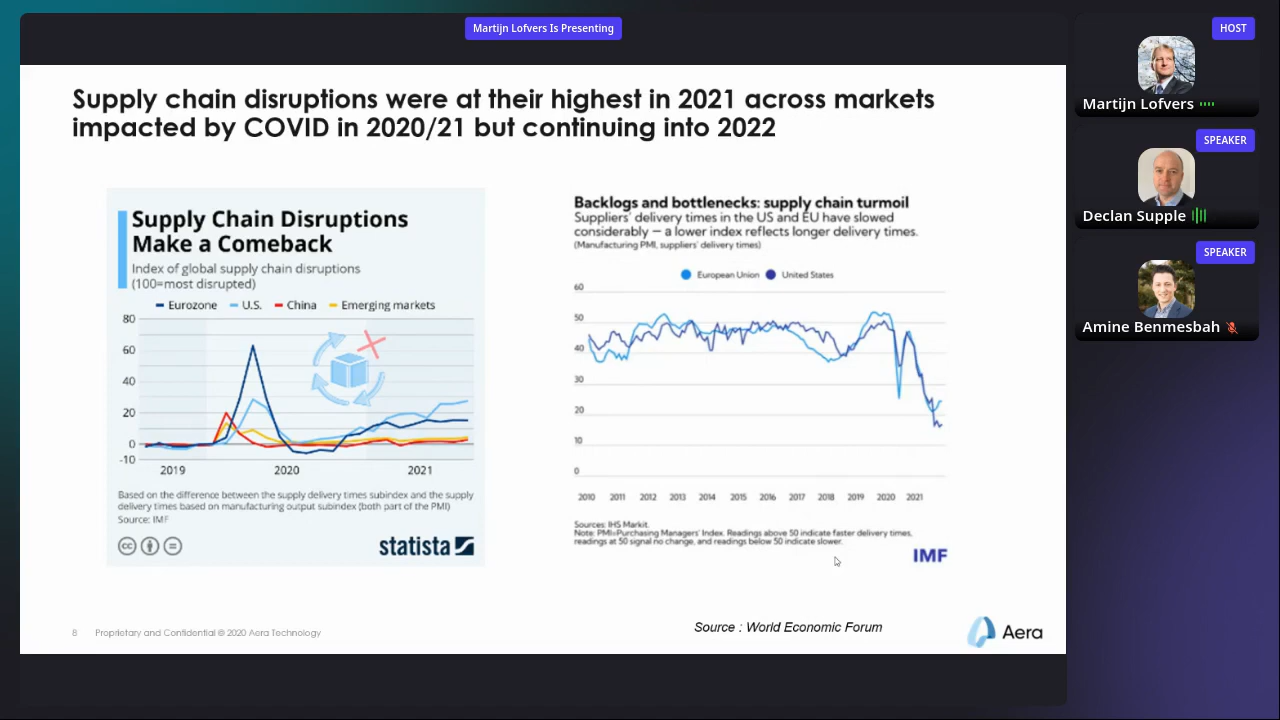 Martijn Lofvers Is Presenting
Supply chain disruptions were at their highest in 2021 across markets
impacted by COVID in 2020/21 but continuing into 2022
Supply Chain Disruptions
Make a Comeback
Index of global supply chain disruptions
(100=most disrupted)
Eurozone U.S. China Emerging markets
80
60
40
20
0
-10
2019 2020 2021
Based on the difference between the supply delivery times subindex and the supply
delivery times based on manufacturing output subindex (both part of the PMI)
Source: IMF
cc
statista
Backlogs and bottlenecks: supply chain turmoil
Suppliers' delivery times in the US and EU have slowed
considerably — a lower index reflects longer delivery times.
(Manufacturing PMI, suppliers' delivery times)
European Union United States
60
50
40
30
20
10
0
2010 2011 2012 2013 2014 2015 2016 2017 2018 2019 2020 2021
Sources: IHS Markit.
Note: PMI=Purchasing Managers' Index. Readings above 50 indicate faster delivery times,
readings at 50 signal no change, and readings below 50 indicate slower.
IMF
8 Proprietary and Confidential @ 2020 Aera Technology
Source : World Economic Forum
Aera
HOST
Martijn Lofvers
SPEAKER
Declan Supple
SPEAKER
Amine Benmesbah